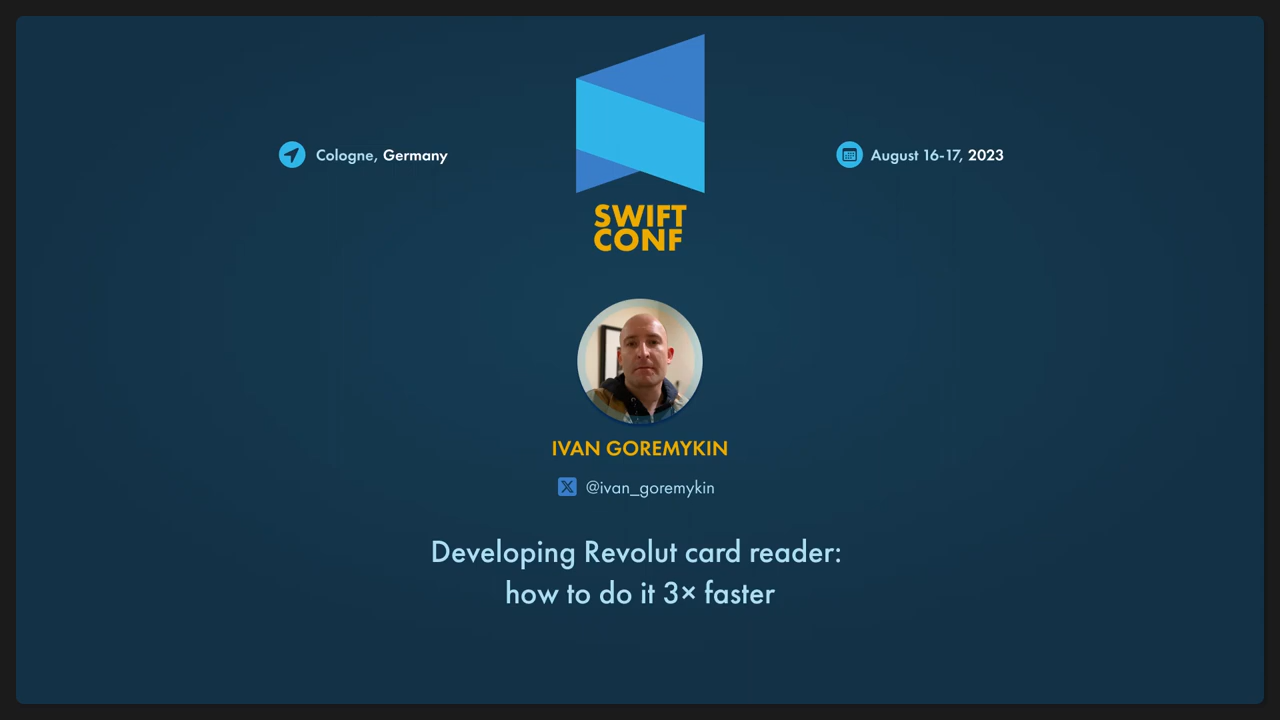 Cologne, Germany
August 16-17, 2023
SWIFT
CONF
IVAN GOREMYKIN
@ivan_goremykin
Developing Revolut card reader:
how to do it 3× faster